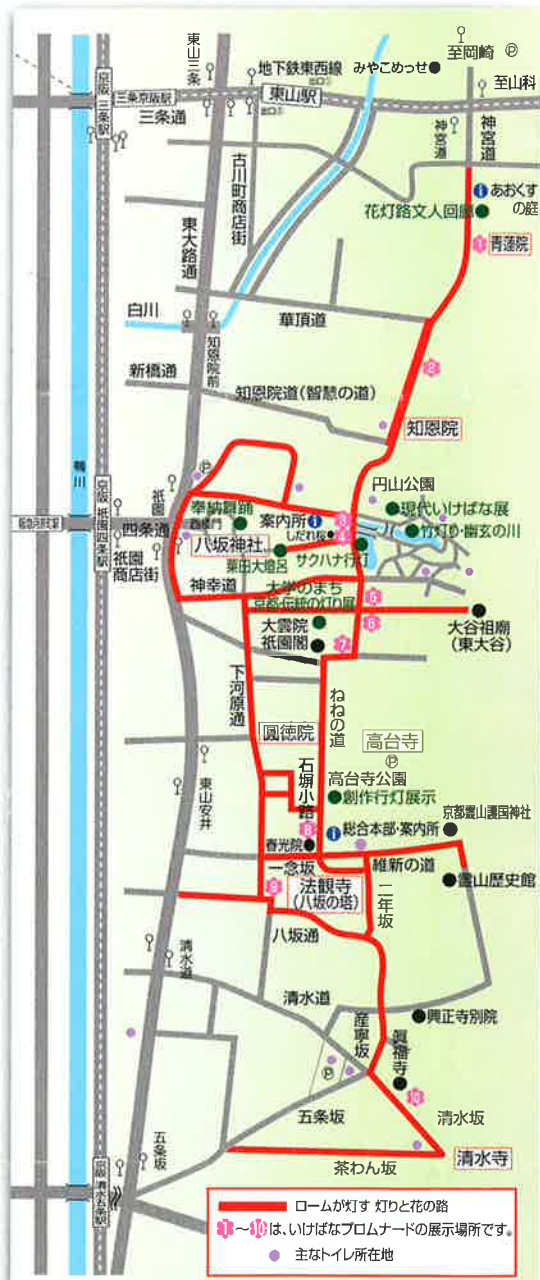 至岡崎 Ⓟ
東山三条
地下鉄東西線
みやこめっせ
至山科
京阪 三条駅
三条京阪駅
東山駅
三条通
神宮道
神宮道
古川町商店街
あおくすの庭
花灯路文人回廊
1 青蓮院
東大路通
白川
華頂道
知恩院前
新橋通
2
知恩院道(智慧の道)
知恩院
鴨川
Ⓟ
円山公園
祇園
奉納舞踊
西楼門
現代いけばな展
京阪 祇園四条駅
四条通
案内所
3
しだれ桜
4
竹灯り・幽玄の川
祇園商店街
八坂神社
粟田大燈呂
サクハナ行灯
神幸道
大学のまち
京都・伝統の灯り展
5
6
大雲院
祇園閣
7
大谷祖廟
(東大谷)
下河原通
ねねの道
圓徳院
高台寺
Ⓟ
石塀小路
高台寺公園
創作行灯展示
東山安井
京都霊山護国神社
8
総合本部・案内所
春光院
一念坂
維新の道
9
法観寺
(八坂の塔)
二年坂
霊山歴史館
八坂通
清水道
清水道
産寧坂
興正寺別院
眞福寺
Ⓟ
10
五条坂
清水坂
五条坂
茶わん坂
清水寺
京阪 清水五条駅
ロームが灯す 灯りと花の路
1～10は、いけばなプロムナードの展示場所です。
主なトイレ所在地